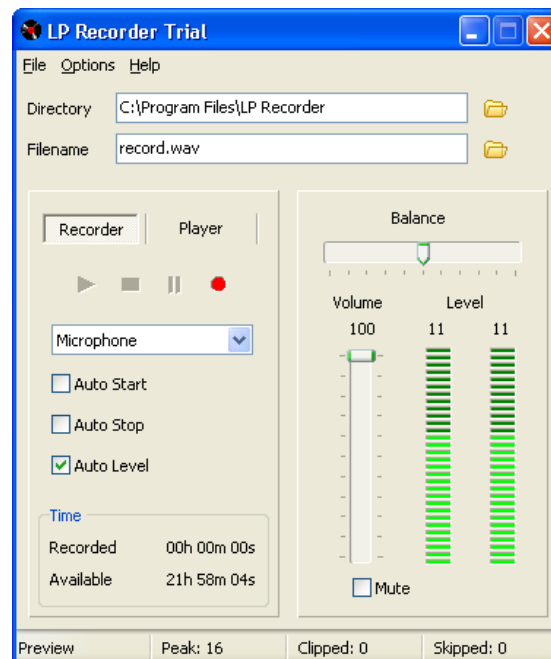 LP Recorder Trial
File Options Help
Directory C:\Program Files\LP Recorder
Filename record.wav
Recorder Player
Balance
Volume Level
100 11 11
Microphone
Auto Start
Auto Stop
Auto Level
Time
Recorded 00h 00m 00s
Available 21h 58m 04s
Mute
Preview Peak: 16 Clipped: 0 Skipped: 0